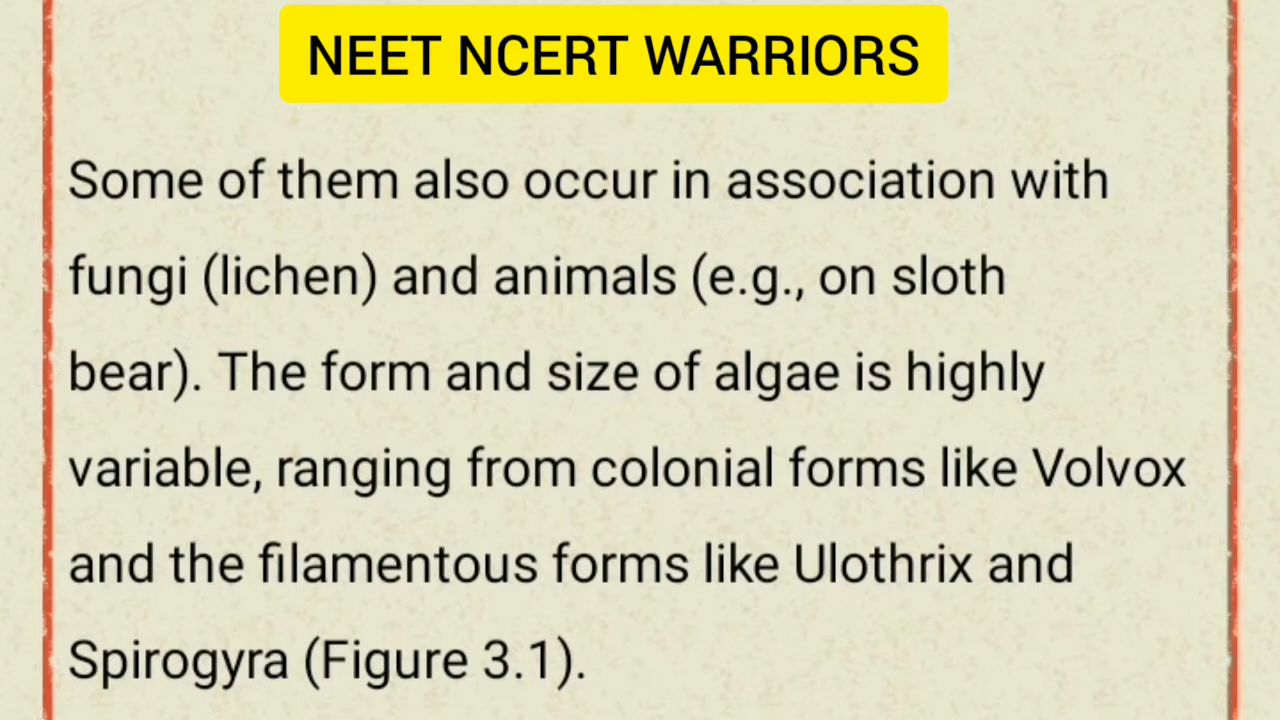 NEET NCERT WARRIORS
Some of them also occur in association with
fungi (lichen) and animals (e.g., on sloth
bear). The form and size of algae is highly
variable, ranging from colonial forms like Volvox
and the filamentous forms like Ulothrix and
Spirogyra (Figure 3.1).